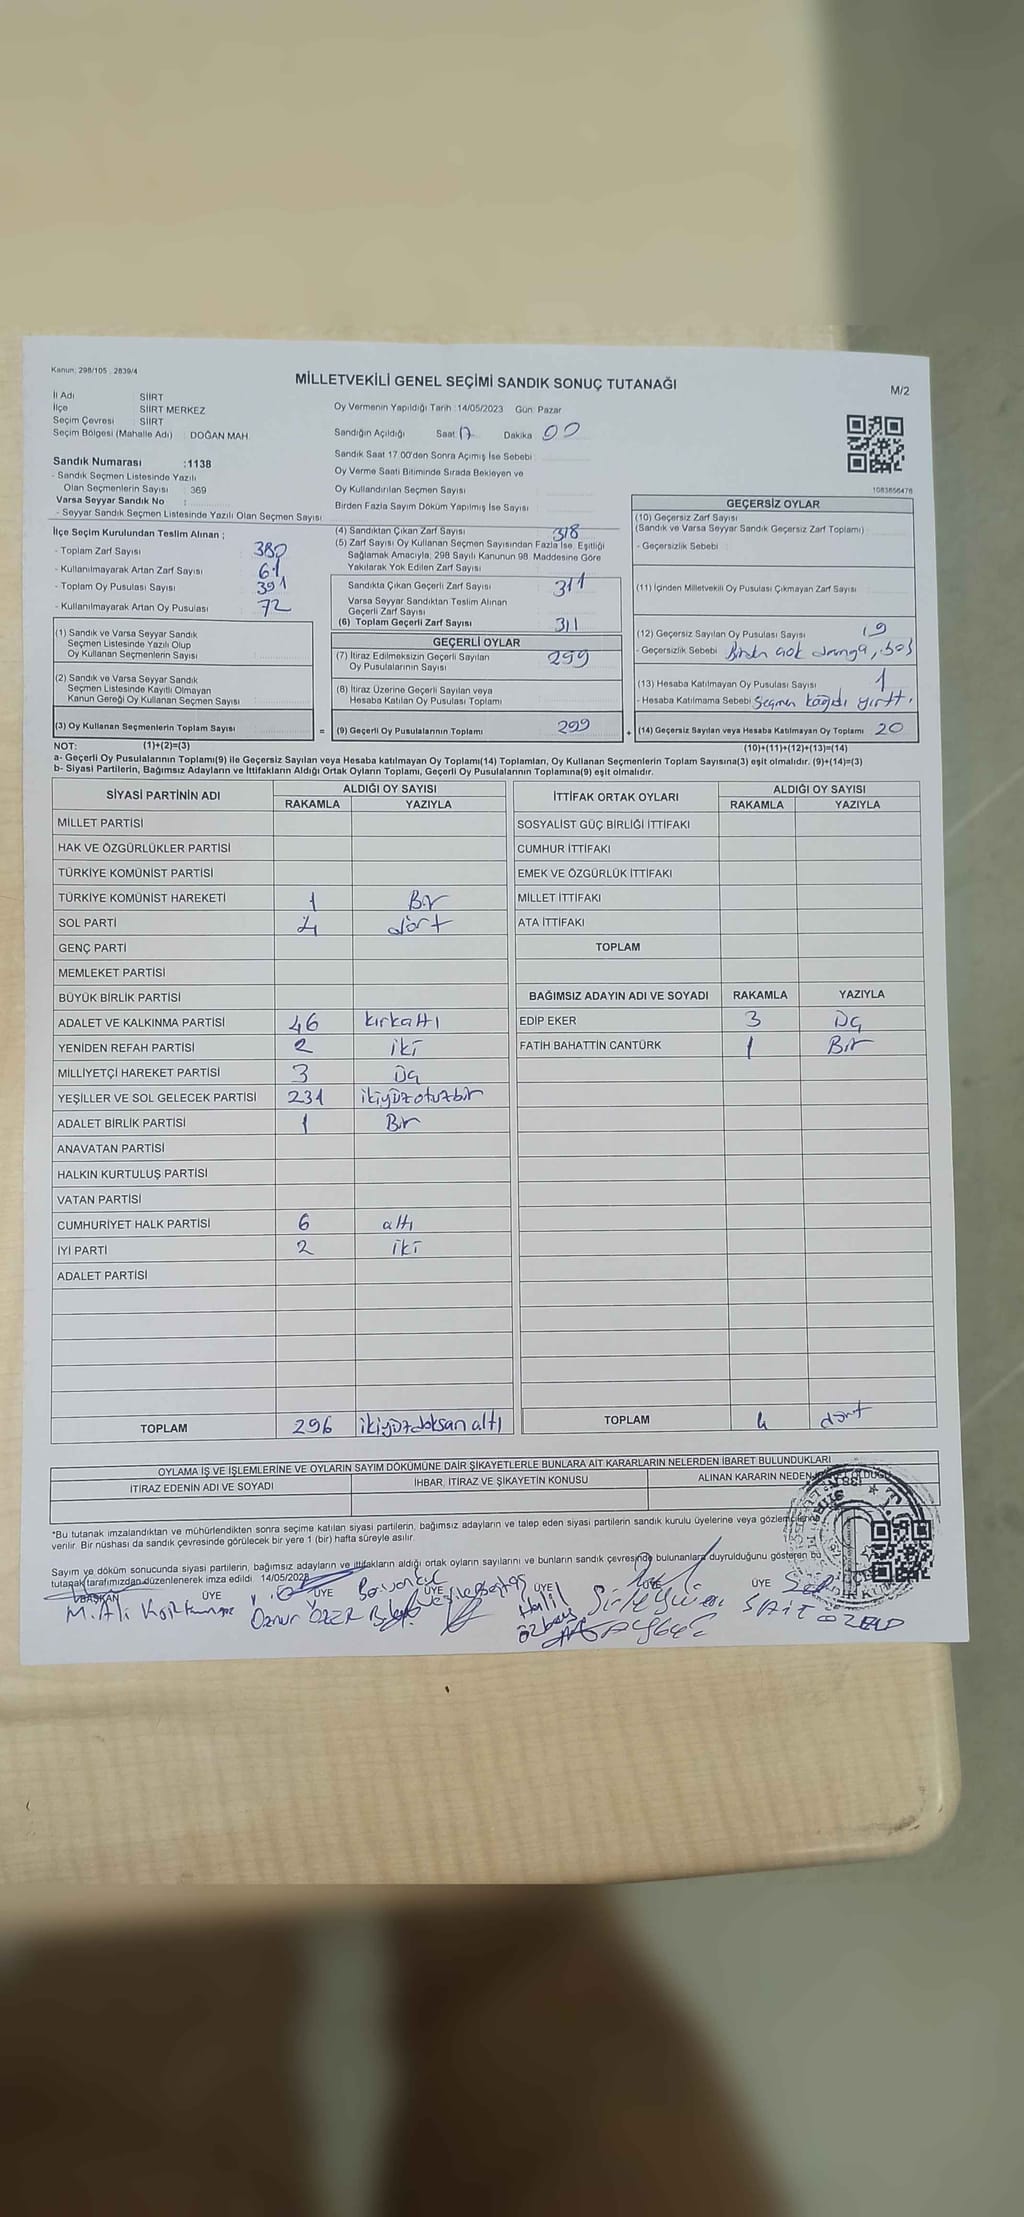 Kanun: 298/105 , 2839/4
MİLLETVEKİLİ GENEL SEÇİMİ SANDIK SONUÇ TUTANAĞI
M/2
İl Adı SİİRT
İlçe SİİRT MERKEZ
Seçim Çevresi SİİRT
Seçim Bölgesi (Mahalle Adı) : DOĞAN MAH.
Sandık Numarası :1138
- Sandık Seçmen Listesinde Yazılı
Olan Seçmenlerin Sayısı : 369
Varsa Seyyar Sandık No :
- Seyyar Sandık Seçmen Listesinde Yazılı Olan Seçmen Sayısı
Oy Vermenin Yapıldığı Tarih :14/05/2023 Gün: Pazar
Sandığın Açıldığı Saat 17 Dakika 00
Sandık Saat 17.00'den Sonra Açımış İse Sebebi
Oy Verme Saati Bitiminde Sırada Bekleyen ve
Oy Kullandırılan Seçmen Sayısı
Birden Fazla Sayım Döküm Yapılmış İse Sayısı
1083656476
İlçe Seçim Kurulundan Teslim Alınan ;
- Toplam Zarf Sayısı 380
- Kullanılmayarak Artan Zarf Sayısı 61
- Toplam Oy Pusulası Sayısı 391
- Kullanılmayarak Artan Oy Pusulası 72
(1) Sandık ve Varsa Seyyar Sandık
Seçmen Listesinde Yazılı Olup
Oy Kullanan Seçmenlerin Sayısı
(2) Sandık ve Varsa Seyyar Sandık
Seçmen Listesinde Kayıtlı Olmayan
Kanun Gereği Oy Kullanan Seçmen Sayısı
(3) Oy Kullanan Seçmenlerin Toplam Sayısı =
(4) Sandıktan Çıkan Zarf Sayısı 318
(5) Zarf Sayısı Oy Kullanan Seçmen Sayısından Fazla İse, Eşitliği
Sağlamak Amacıyla, 298 Sayılı Kanunun 98. Maddesine Göre
Yakılarak Yok Edilen Zarf Sayısı
Sandıkta Çıkan Geçerli Zarf Sayısı 311
Varsa Seyyar Sandıktan Teslim Alınan
Geçerli Zarf Sayısı
(6) Toplam Geçerli Zarf Sayısı 311
GEÇERLİ OYLAR
(7) İtiraz Edilmeksizin Geçerli Sayılan
Oy Pusulalarının Sayısı 299
(8) İtiraz Üzerine Geçerli Sayılan veya
Hesaba Katılan Oy Pusulası Toplamı
(9) Geçerli Oy Pusulalarının Toplamı 299 +
GEÇERSİZ OYLAR
(10) Geçersiz Zarf Sayısı
(Sandık ve Varsa Seyyar Sandık Geçersiz Zarf Toplamı)
- Geçersizlik Sebebi
(11) İçinden Milletvekili Oy Pusulası Çıkmayan Zarf Sayısı
(12) Geçersiz Sayılan Oy Pusulası Sayısı 19
- Geçersizlik Sebebi Birden çok damga, boş
(13) Hesaba Katılmayan Oy Pusulası Sayısı 1
- Hesaba Katılmama Sebebi Seçmen kağıdı yırttı.
(14) Geçersiz Sayılan veya Hesaba Katılmayan Oy Toplamı 20
NOT: (1)+(2)=(3) (10)+(11)+(12)+(13)=(14)
a- Geçerli Oy Pusulalarının Toplamı(9) ile Geçersiz Sayılan veya Hesaba katılmayan Oy Toplamı(14) Toplamları, Oy Kullanan Seçmenlerin Toplam Sayısına(3) eşit olmalıdır. (9)+(14)=(3)
b- Siyasi Partilerin, Bağımsız Adayların ve İttifakların Aldığı Ortak Oyların Toplamı, Geçerli Oy Pusulalarının Toplamına(9) eşit olmalıdır.
SİYASİ PARTİNİN ADI ALDIĞI OY SAYISI
RAKAMLA YAZIYLA
MİLLET PARTİSİ
HAK VE ÖZGÜRLÜKLER PARTİSİ
TÜRKİYE KOMÜNİST PARTİSİ
TÜRKİYE KOMÜNİST HAREKETİ 1 Bir
SOL PARTİ 4 dört
GENÇ PARTİ
MEMLEKET PARTİSİ
BÜYÜK BİRLİK PARTİSİ
ADALET VE KALKINMA PARTİSİ 46 kırkaltı
YENİDEN REFAH PARTİSİ 2 iki
MİLLİYETÇİ HAREKET PARTİSİ 3 Üç
YEŞİLLER VE SOL GELECEK PARTİSİ 231 ikiyüzotuzbir
ADALET BİRLİK PARTİSİ 1 Bir
ANAVATAN PARTİSİ
HALKIN KURTULUŞ PARTİSİ
VATAN PARTİSİ
CUMHURİYET HALK PARTİSİ 6 altı
İYİ PARTİ 2 iki
ADALET PARTİSİ
TOPLAM 296 ikiyüzdoksan altı
İTTİFAK ORTAK OYLARI ALDIĞI OY SAYISI
RAKAMLA YAZIYLA
SOSYALİST GÜÇ BİRLİĞİ İTTİFAKI
CUMHUR İTTİFAKI
EMEK VE ÖZGÜRLÜK İTTİFAKI
MİLLET İTTİFAKI
ATA İTTİFAKI
TOPLAM
BAĞIMSIZ ADAYIN ADI VE SOYADI RAKAMLA YAZIYLA
EDİP EKER 3 Üç
FATİH BAHATTİN CANTÜRK 1 Bir
TOPLAM 4 dört
OYLAMA İŞ VE İŞLEMLERİNE VE OYLARIN SAYIM DÖKÜMÜNE DAİR ŞİKAYETLERLE BUNLARA AİT KARARLARIN NELERDEN İBARET BULUNDUKLARI
İTİRAZ EDENİN ADI VE SOYADI İHBAR, İTİRAZ VE ŞİKAYETİN KONUSU ALINAN KARARIN NEDEN
*Bu tutanak imzalandıktan ve mühürlendikten sonra seçime katılan siyasi partilerin, bağımsız adayların ve talep eden siyasi partilerin sandık kurulu üyelerine veya gözlemcilerine
verilir. Bir nüshası da sandık çevresinde görülecek bir yere 1 (bir) hafta süreyle asılır.
Sayım ve döküm sonucunda siyasi partilerin, bağımsız adayların ve ittifakların aldığı ortak oyların sayılarını ve bunların sandık çevresinde bulunanlara duyrulduğunu gösteren bu
tutanak tarafımızdan düzenlenerek imza edildi. 14/05/2023
BAŞKAN ÜYE ÜYE ÜYE ÜYE ÜYE ÜYE
M. Ali Korkmaz Öznur ÖZER Halil SAİT ÖZALP